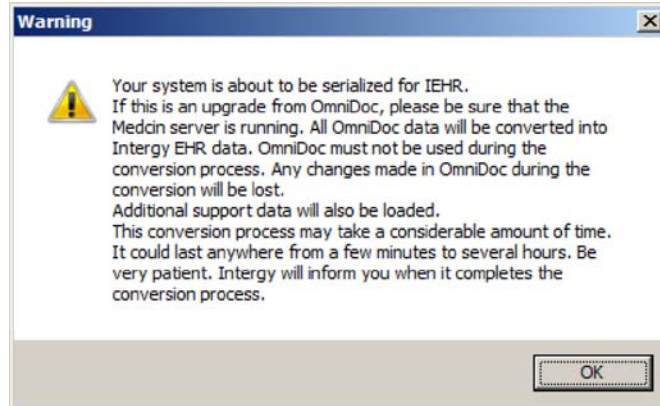 Warning
Your system is about to be serialized for IEHR.
If this is an upgrade from OmniDoc, please be sure that the
Medcin server is running. All OmniDoc data will be converted into
Intergy EHR data. OmniDoc must not be used during the
conversion process. Any changes made in OmniDoc during the
conversion will be lost.
Additional support data will also be loaded.
This conversion process may take a considerable amount of time.
It could last anywhere from a few minutes to several hours. Be
very patient. Intergy will inform you when it completes the
conversion process.
OK